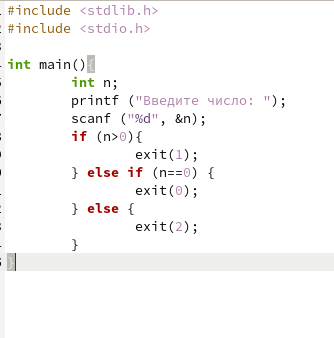 #include <stdlib.h>
#include <stdio.h>

int main(){
        int n;
        printf ("Введите число: ");
        scanf ("%d", &n);
        if (n>0){
                exit(1);
        } else if (n==0) {
                exit(0);
        } else {
                exit(2);
        }
}